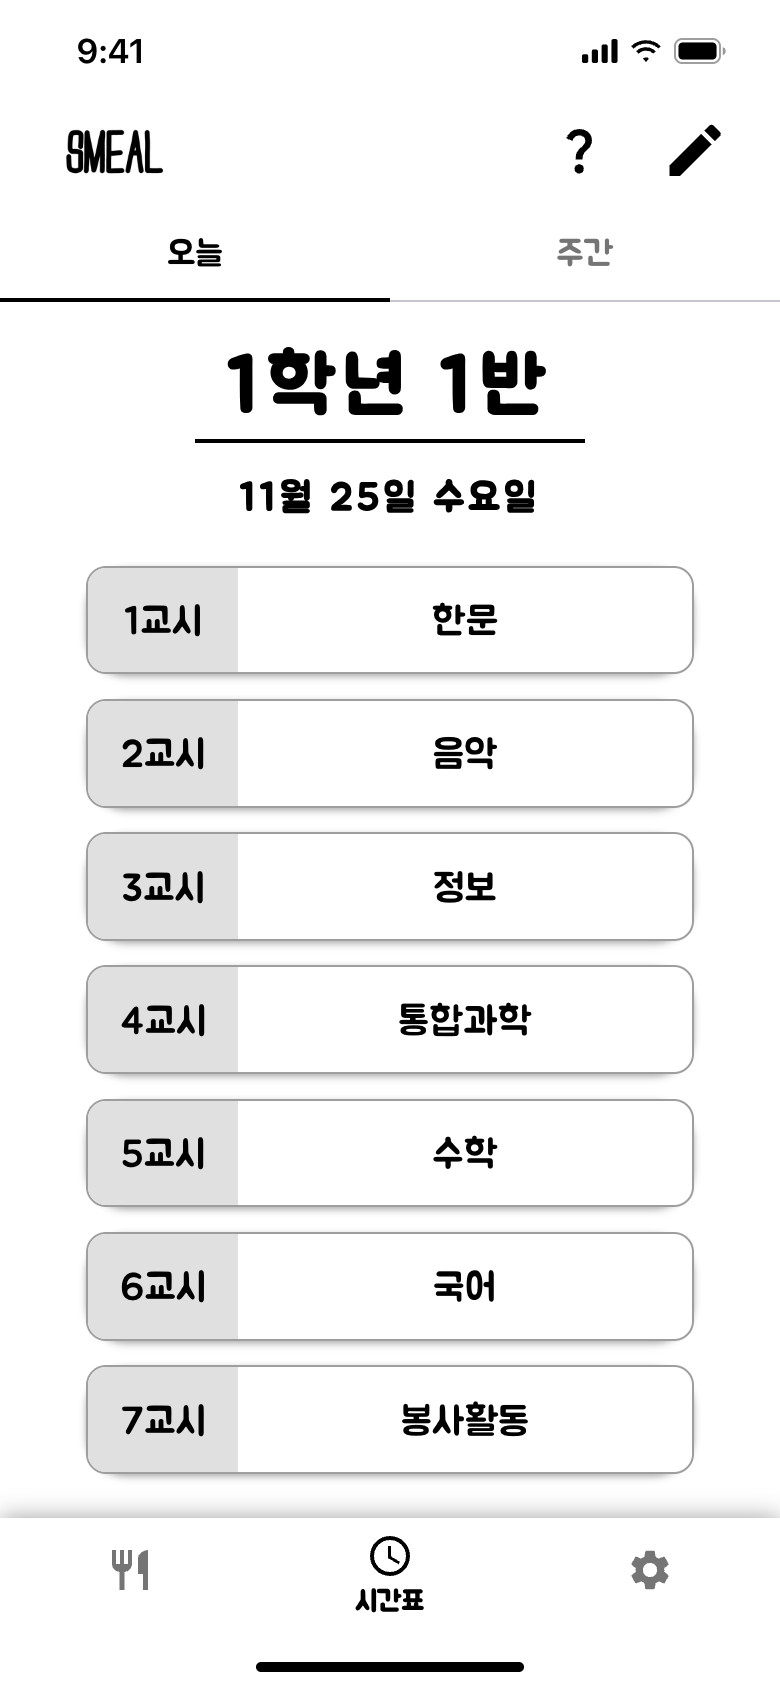 9:41
SMEAL
?
오늘 주간
1학년 1반
11월 25일 수요일
1교시 한문
2교시 음악
3교시 정보
4교시 통합과학
5교시 수학
6교시 국어
7교시 봉사활동
시간표